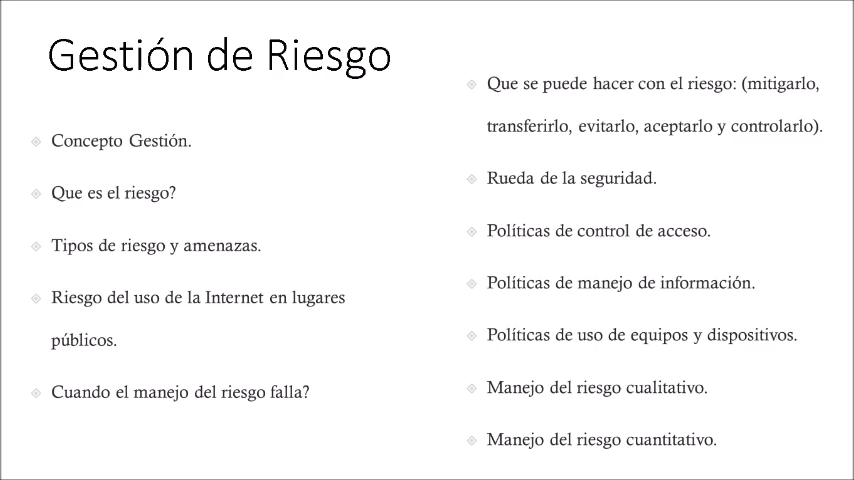 Gestión de Riesgo
Concepto Gestión.
Que es el riesgo?
Tipos de riesgo y amenazas.
Riesgo del uso de la Internet en lugares
públicos.
Cuando el manejo del riesgo falla?
Que se puede hacer con el riesgo: (mitigarlo,
transferirlo, evitarlo, aceptarlo y controlarlo).
Rueda de la seguridad.
Políticas de control de acceso.
Políticas de manejo de información.
Políticas de uso de equipos y dispositivos.
Manejo del riesgo cualitativo.
Manejo del riesgo cuantitativo.